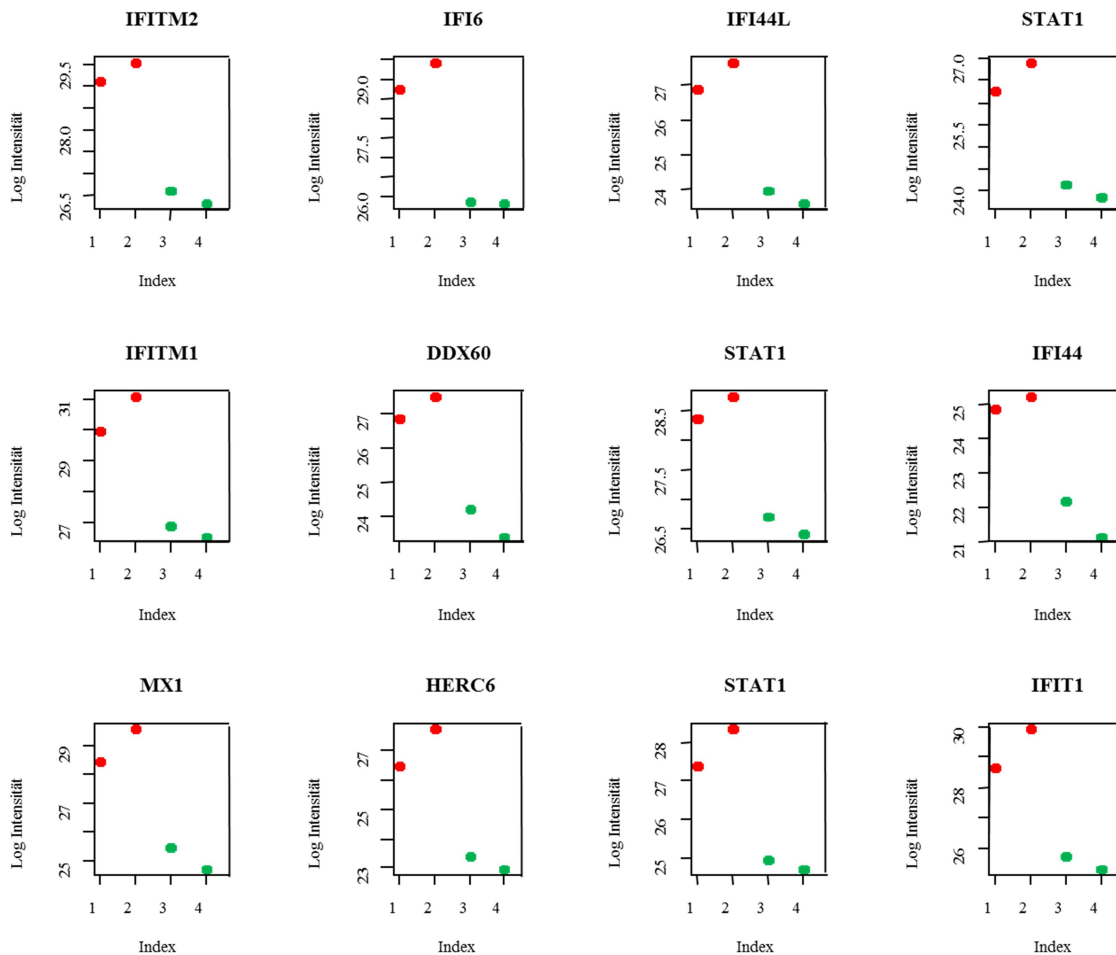 IFITM2 IFI6 IFI44L STAT1
Log Intensität 29.5 28.0 26.5 Log Intensität 29.0 27.5 26.0 Log Intensität 27 26 25 24 Log Intensität 27.0 25.5 24.0
1 2 3 4 1 2 3 4 1 2 3 4 1 2 3 4
Index Index Index Index
IFITM1 DDX60 STAT1 IFI44
Log Intensität 31 29 27 Log Intensität 27 26 25 24 Log Intensität 28.5 27.5 26.5 Log Intensität 25 24 23 22 21
1 2 3 4 1 2 3 4 1 2 3 4 1 2 3 4
Index Index Index Index
MX1 HERC6 STAT1 IFIT1
Log Intensität 29 27 25 Log Intensität 27 25 23 Log Intensität 28 27 26 25 Log Intensität 30 28 26
1 2 3 4 1 2 3 4 1 2 3 4 1 2 3 4
Index Index Index Index